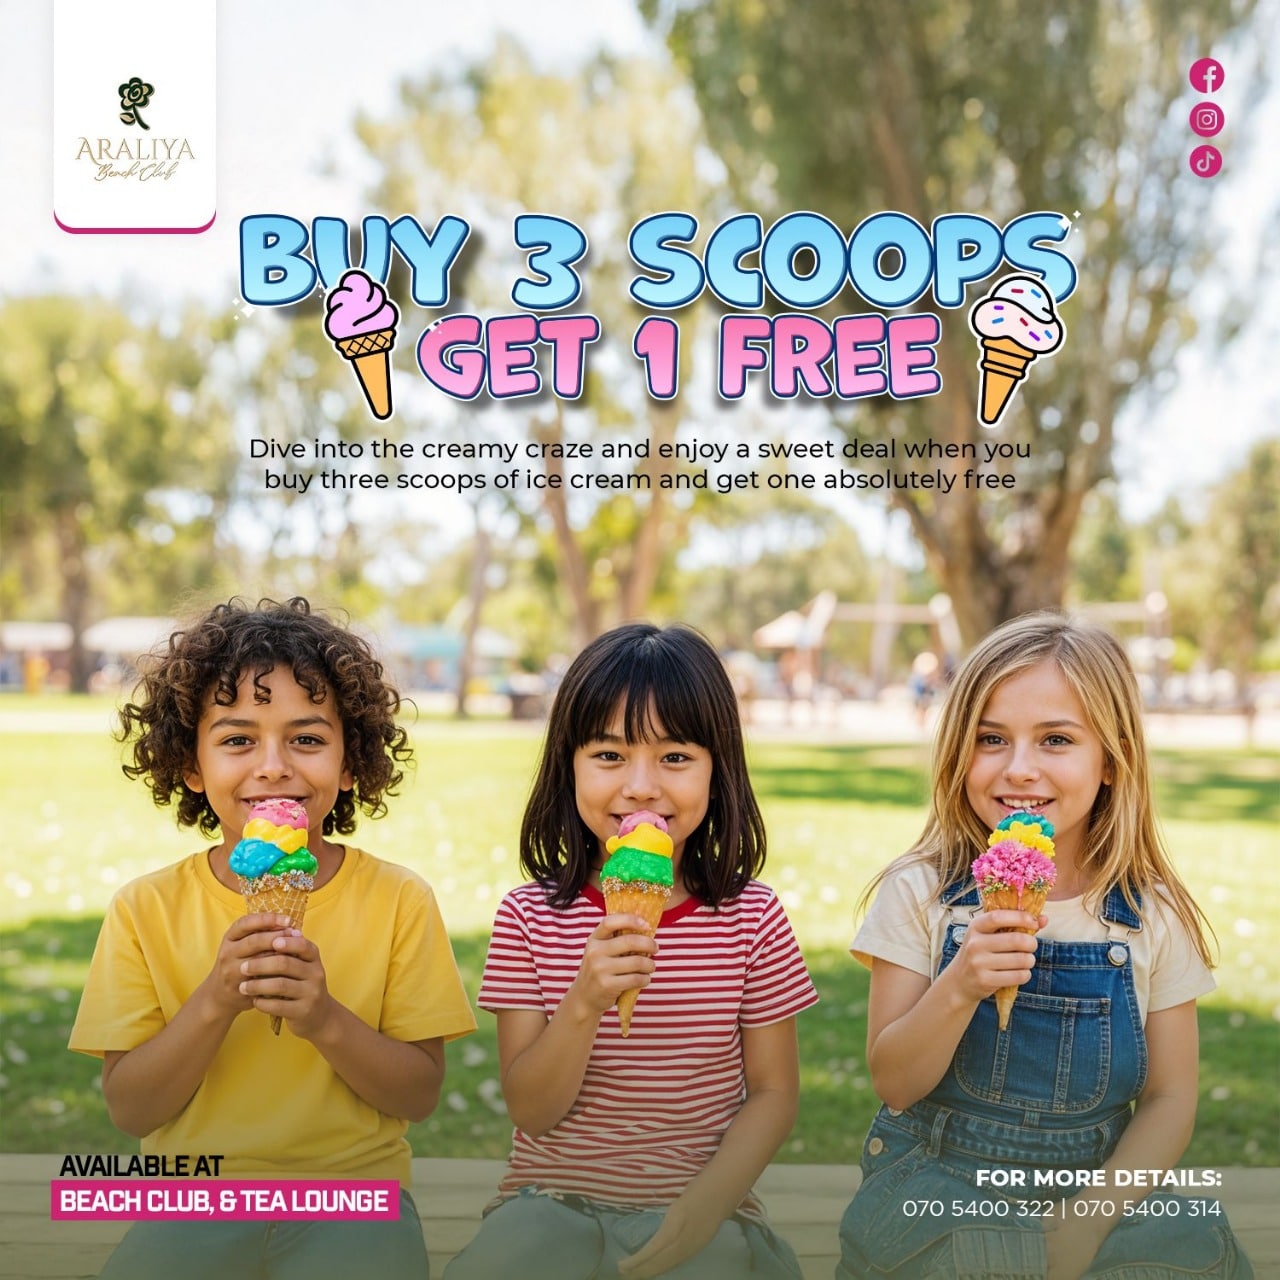 ARALIYA
Beach Club
BUY 3 SCOOPS
GET 1 FREE
Dive into the creamy craze and enjoy a sweet deal when you
buy three scoops of ice cream and get one absolutely free
AVAILABLE AT
BEACH CLUB, & TEA LOUNGE
FOR MORE DETAILS:
070 5400 322 | 070 5400 314